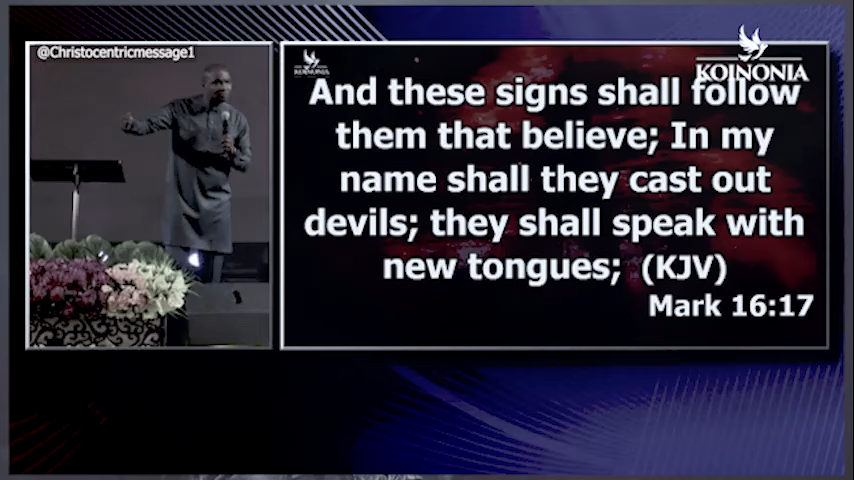 @Christocentricmessage1
KOINONIA
KOINONIA
And these signs shall follow
them that believe; In my
name shall they cast out
devils; they shall speak with
new tongues; (KJV)
Mark 16:17